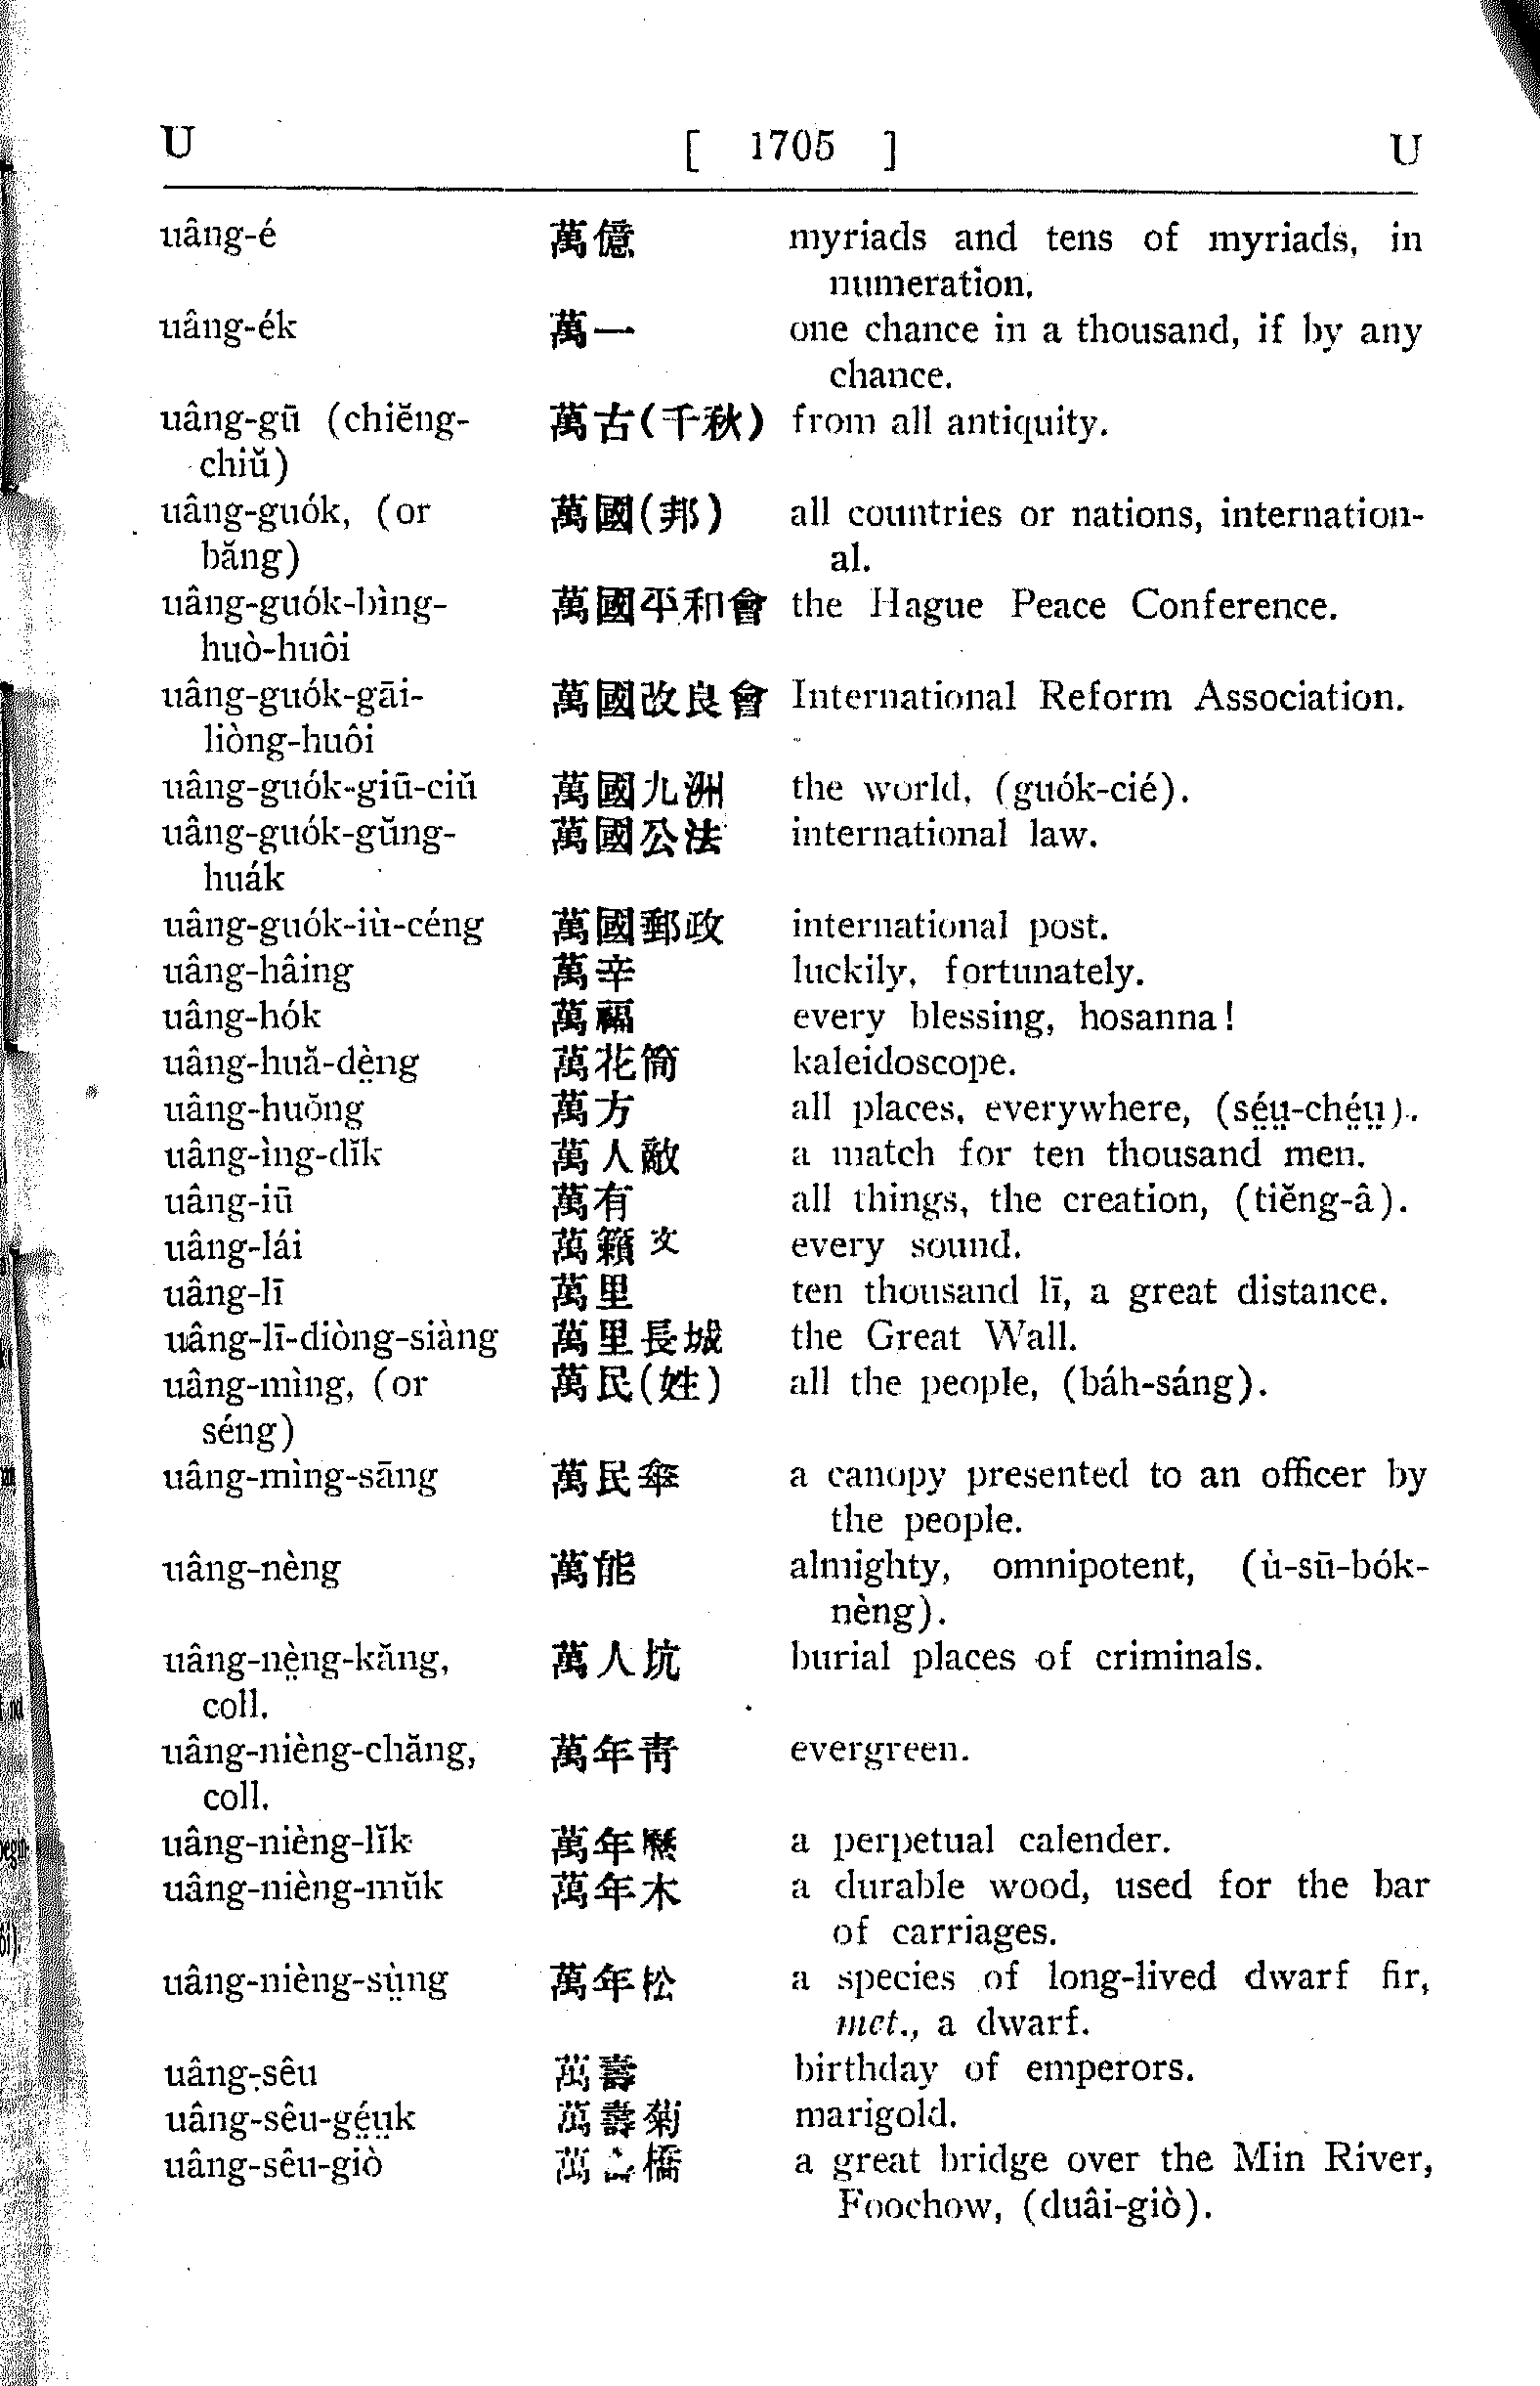 U [ 1705 ] U
uâng-é 萬億 myriads and tens of myriads, in
numeration.
uâng-ék 萬一 one chance in a thousand, if by any
chance.
uâng-gū (chiĕng- 萬古(千秋) from all antiquity.
chiŭ)
uâng-guók, (or 萬國(邦) all countries or nations, internation-
băng) al.
uâng-guók-bìng- 萬國平和會 the Hague Peace Conference.
huò-huôi
uâng-guók-gāi- 萬國改良會 International Reform Association.
liòng-huôi
uâng-guók-giū-ciŭ 萬國九洲 the world, (guók-cié).
uâng-guók-gŭng- 萬國公法 international law.
huák
uâng-guók-iù-céng 萬國郵政 international post.
uâng-hâing 萬幸 luckily, fortunately.
uâng-hók 萬福 every blessing, hosanna!
uâng-huă-dè̤ng 萬花筒 kaleidoscope.
uâng-huŏng 萬方 all places, everywhere, (sé̤ṳ-ché̤ṳ).
uâng-ìng-dĭk 萬人敵 a match for ten thousand men.
uâng-iū 萬有 all things, the creation, (tiĕng-â).
uâng-lái 萬籟文 every sound.
uâng-lī 萬里 ten thousand lī, a great distance.
uâng-lī-diòng-siàng 萬里長城 the Great Wall.
uâng-mìng, (or 萬民(姓) all the people, (báh-sáng).
séng)
uâng-mìng-sāng 萬民傘 a canopy presented to an officer by
the people.
uâng-nèng 萬能 almighty, omnipotent, (ù-sū-bók-
nèng).
uâng-nè̤ng-kăng, 萬人坑 burial places of criminals.
coll.
uâng-nièng-chăng, 萬年青 evergreen.
coll.
uâng-nièng-lĭk 萬年曆 a perpetual calender.
uâng-nièng-mŭk 萬年木 a durable wood, used for the bar
of carriages.
uâng-nièng-sṳ̀ng 萬年松 a species of long-lived dwarf fir,
met., a dwarf.
uâng-sêu 萬壽 birthday of emperors.
uâng-sêu-gé̤ṳk 萬壽菊 marigold.
uâng-sêu-giò 萬 橋 a great bridge over the Min River,
Foochow, (duâi-giò).